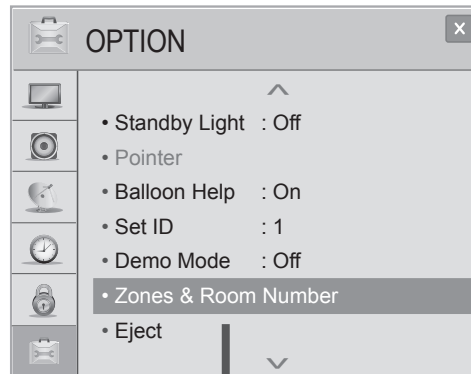 OPTION
x
• Standby Light : Off
• Pointer
• Balloon Help : On
• Set ID : 1
• Demo Mode : Off
• Zones & Room Number
• Eject